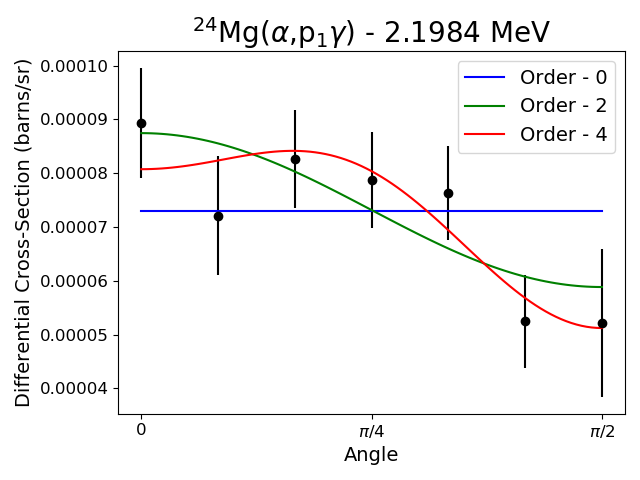 ²⁴Mg(α,p₁γ) - 2.1984 MeV
Differential Cross-Section (barns/sr)
0.00010
0.00009
0.00008
0.00007
0.00006
0.00005
0.00004
Order - 0
Order - 2
Order - 4
0
π/4
π/2
Angle